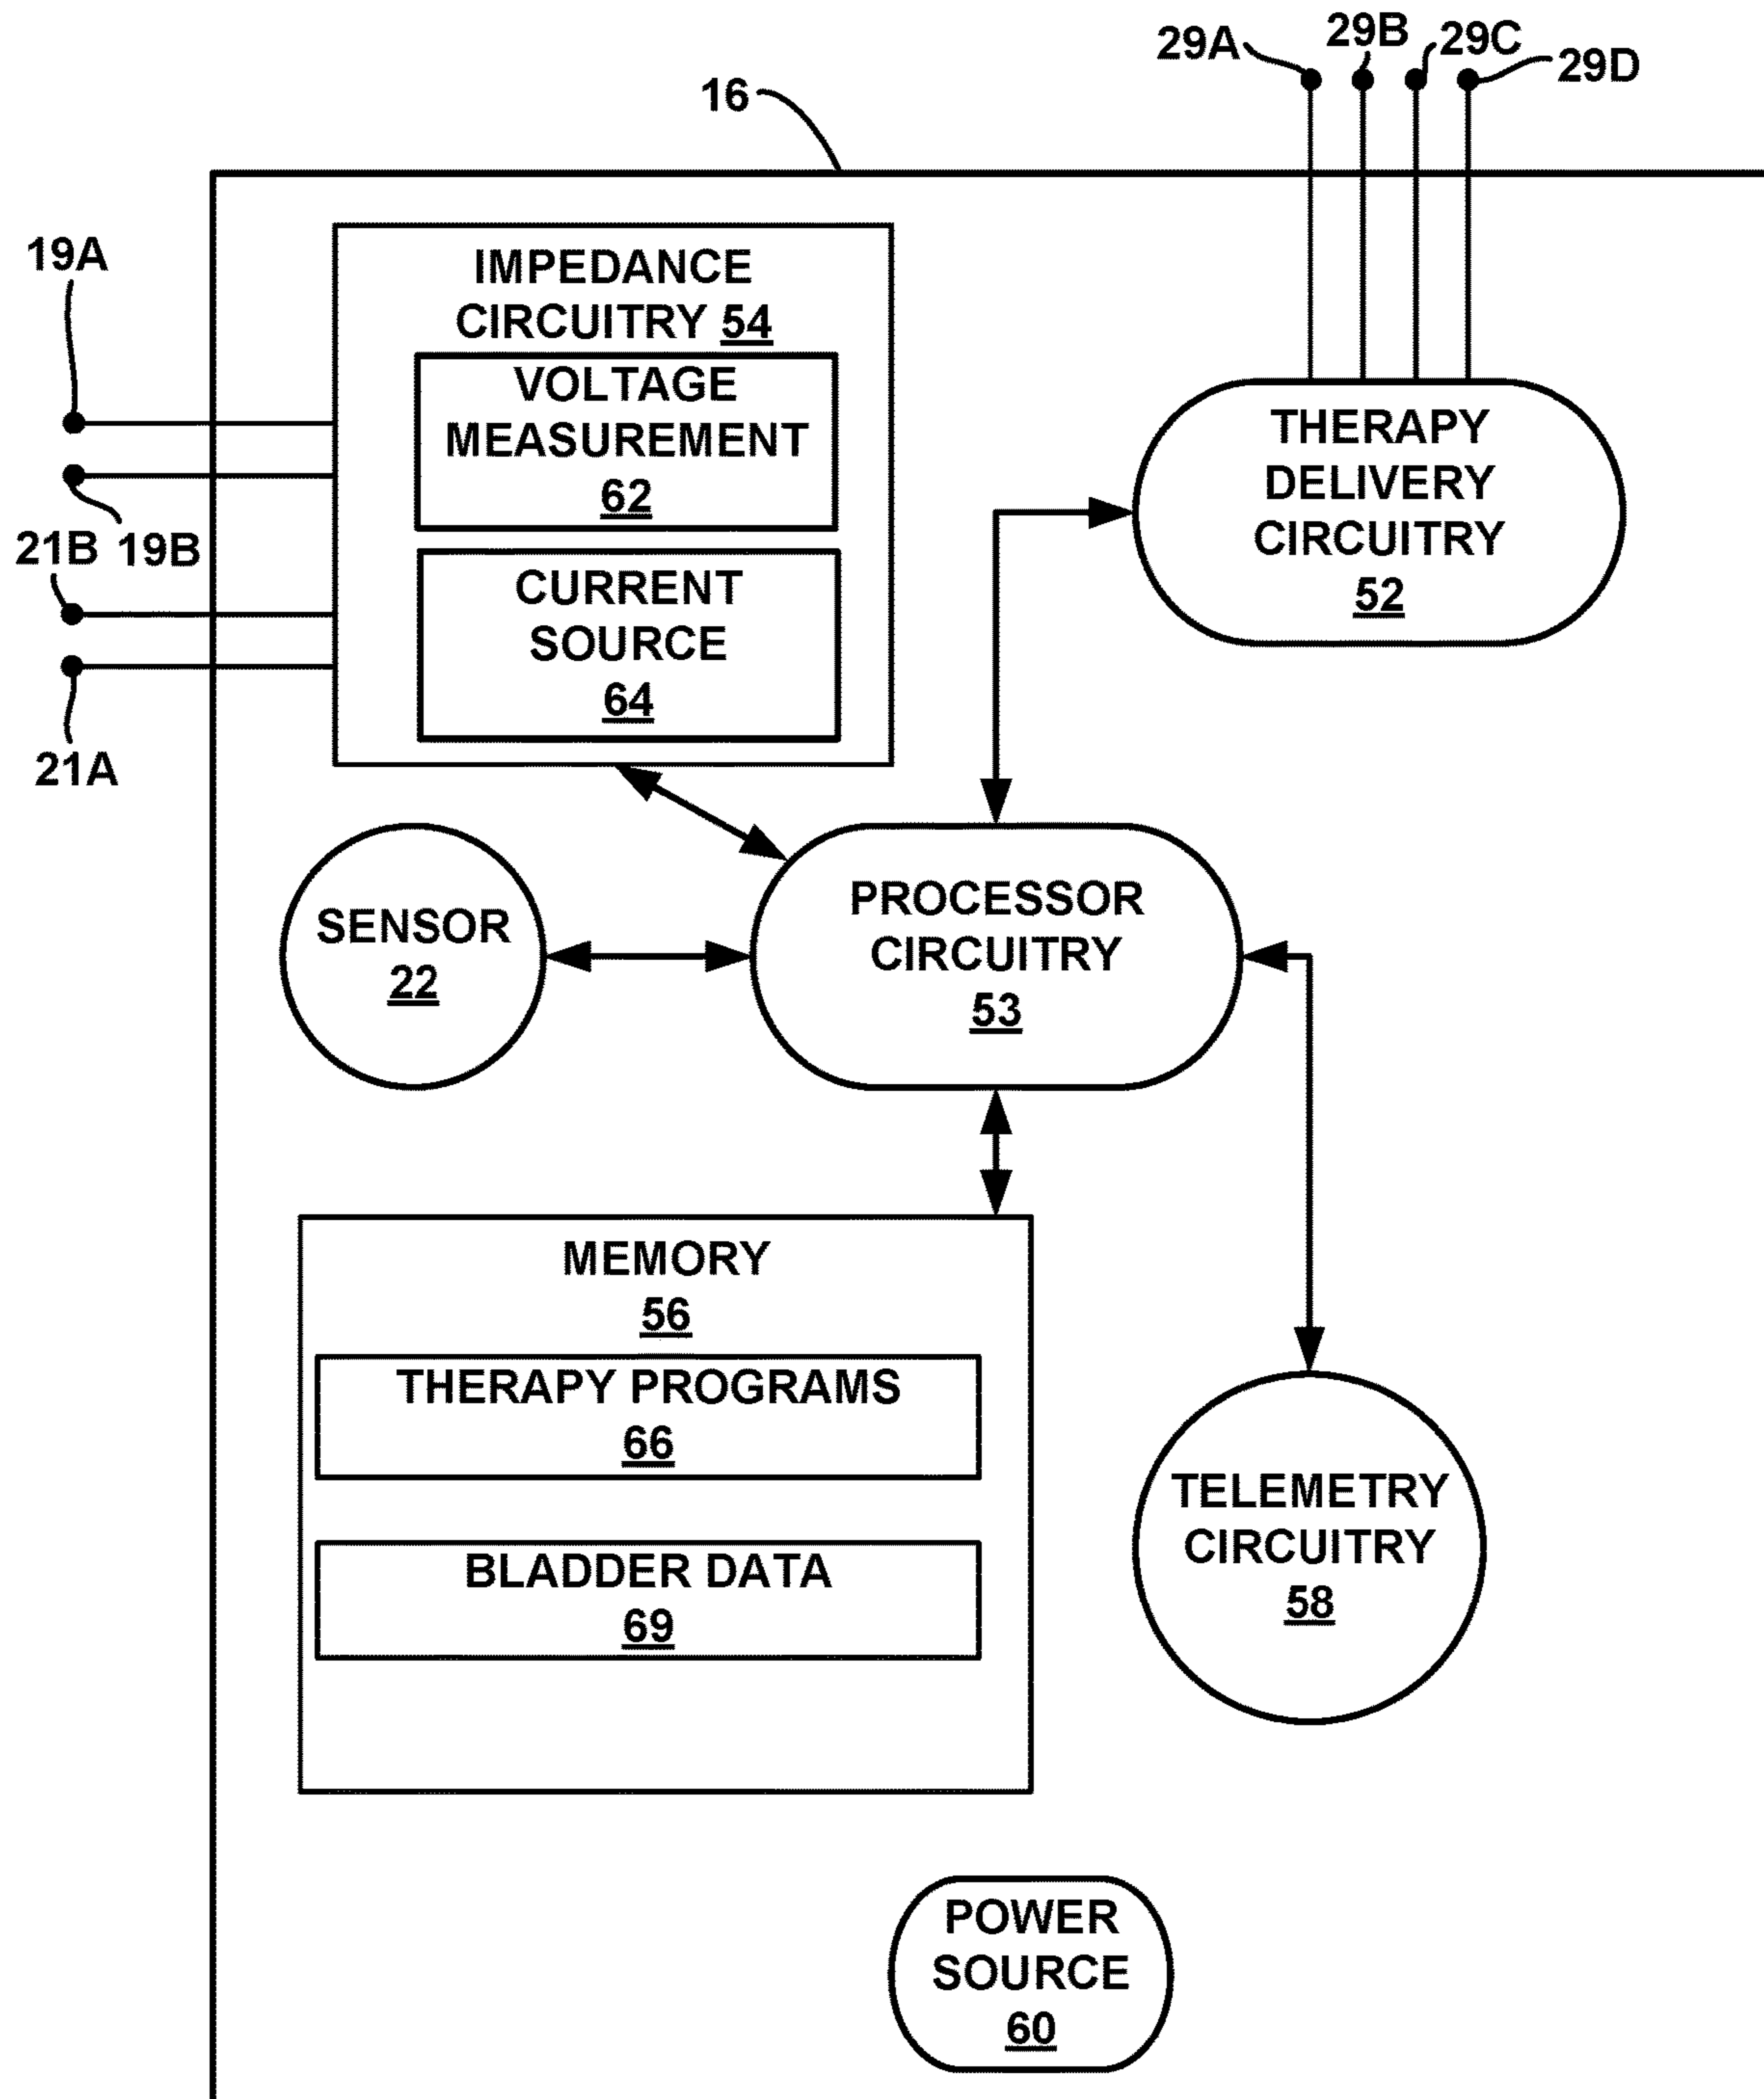 29A
29B
29C
29D
16
19A
19B
21B
21A
IMPEDANCE
CIRCUITRY 54
VOLTAGE
MEASUREMENT
62
CURRENT
SOURCE
64
THERAPY
DELIVERY
CIRCUITRY
52
SENSOR
22
PROCESSOR
CIRCUITRY
53
MEMORY
56
THERAPY PROGRAMS
66
BLADDER DATA
69
TELEMETRY
CIRCUITRY
58
POWER
SOURCE
60